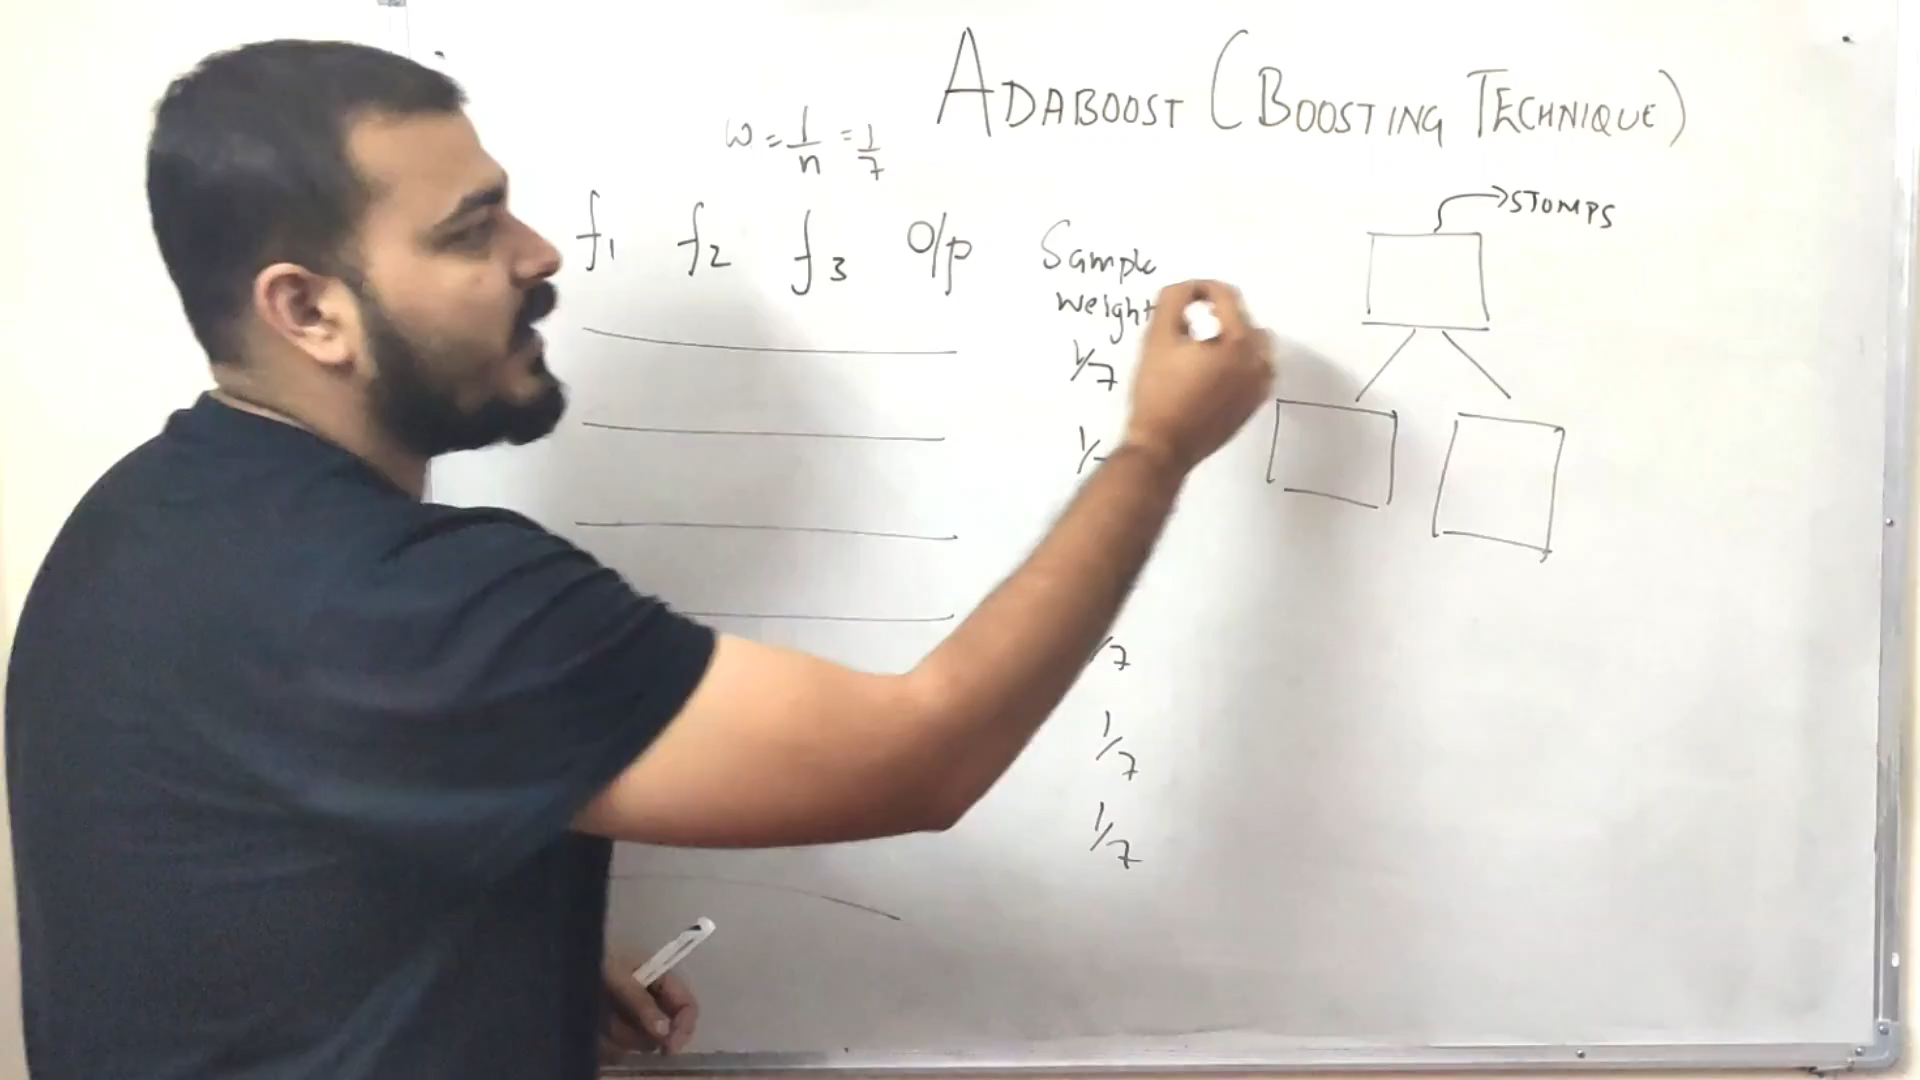 ADABOOST (BOOSTING TECHNIQUE)
w = 1/n = 1/7
f1 f2 f3 O/p Sample weight
STOMPS
1/7
1/7
1/7
1/7